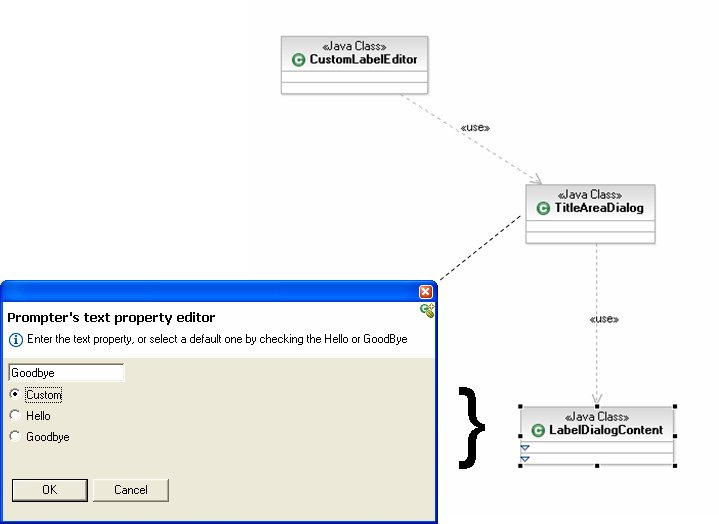 «Java Class»
CustomLabelEditor
«use»
«Java Class»
TitleAreaDialog
«use»
Prompter's text property editor
Enter the text property, or select a default one by checking the Hello or GoodBye
Goodbye
Custom
Hello
Goodbye
OK Cancel
}
«Java Class»
LabelDialogContent